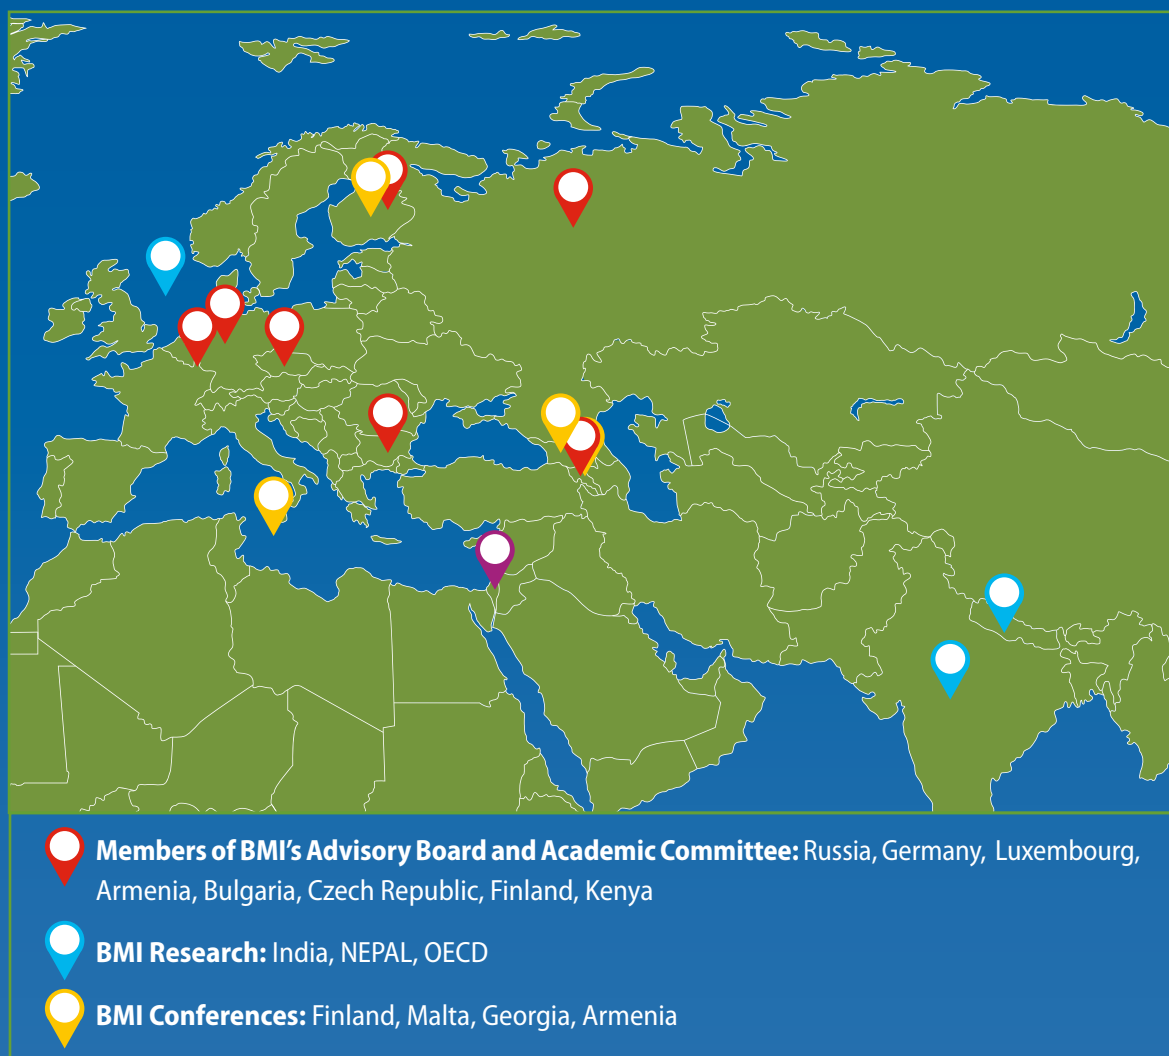 Members of BMI's Advisory Board and Academic Committee: Russia, Germany, Luxembourg,
Armenia, Bulgaria, Czech Republic, Finland, Kenya
BMI Research: India, NEPAL, OECD
BMI Conferences: Finland, Malta, Georgia, Armenia